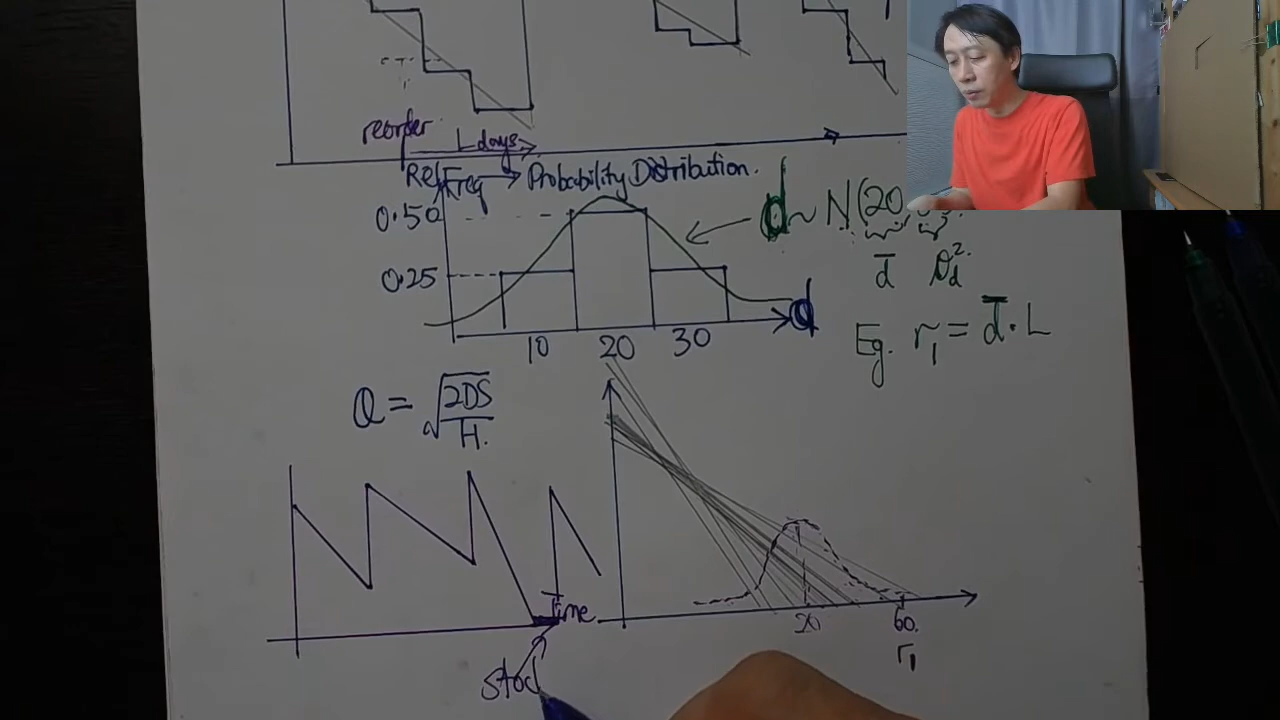 reorder
L days
Rel Freq → Probability Distribution.
0.50
d ~ N(20,
0.25
d̄
σd².
d
10 20 30
Eg. r₁ = d̄ · L
Q = √(2DS/H.)
Time
20
60.
r₁
stoc